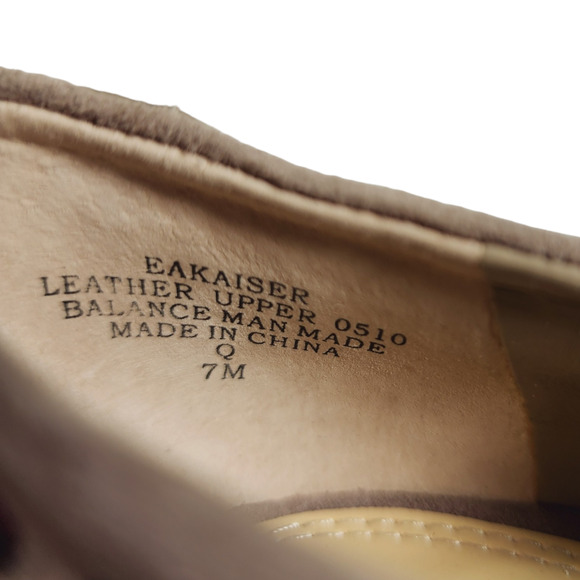 EAKAISER
LEATHER UPPER 0510
BALANCE MAN MADE
MADE IN CHINA
Q
7M